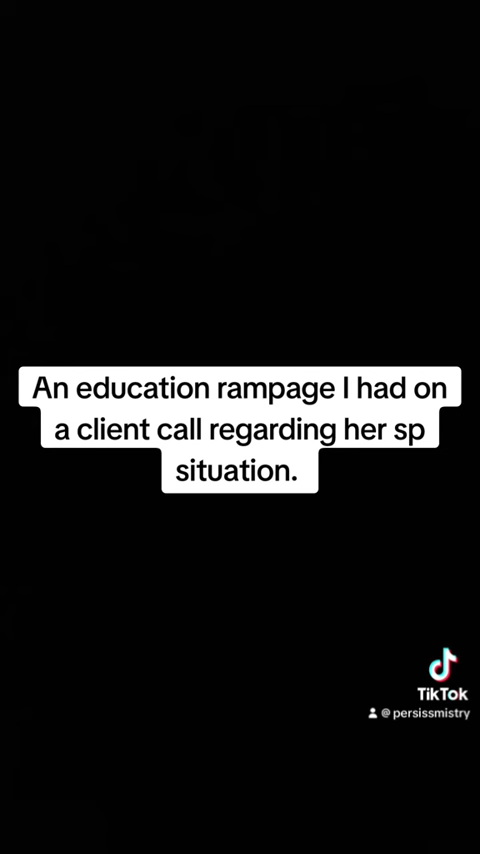 An education rampage I had on
a client call regarding her sp
situation.
TikTok
@persissmistry